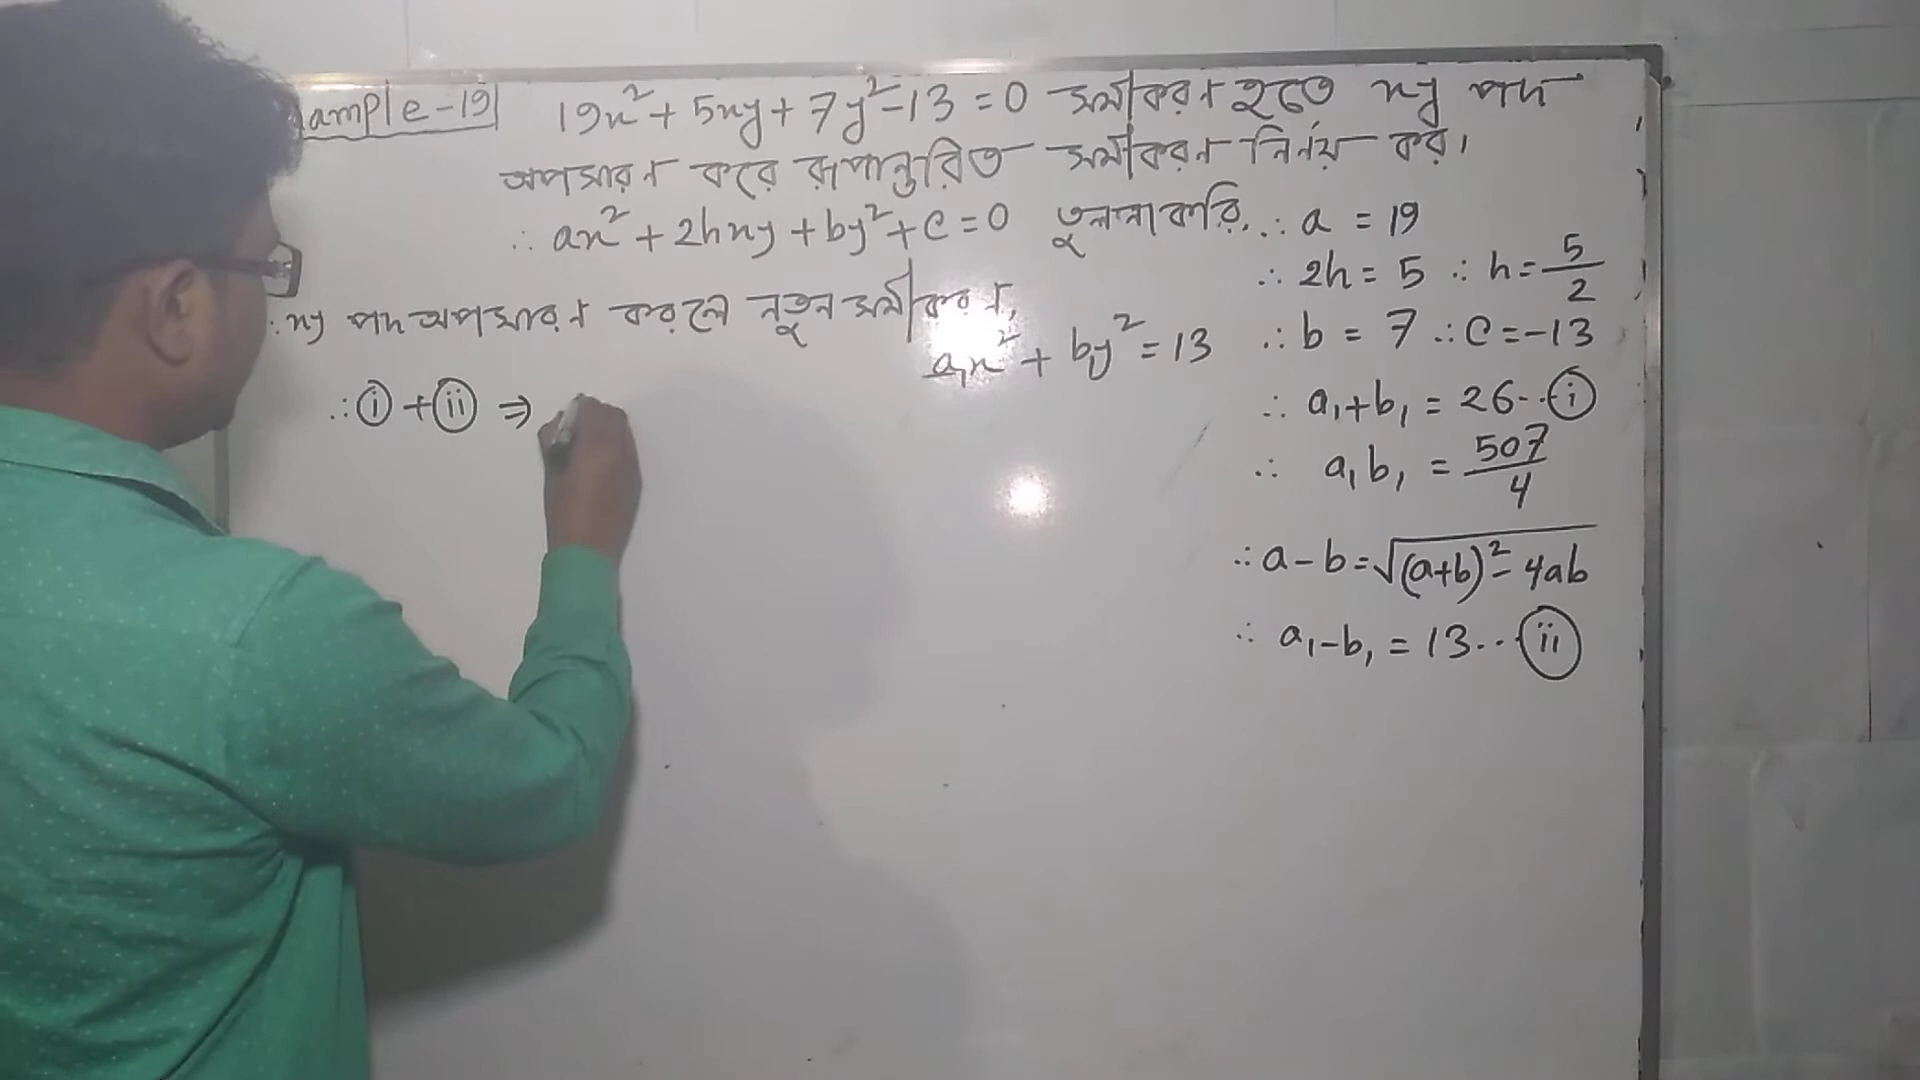 ample-19 19x²+5xy+7y²-13=0 সমীকরণ হতে xy পদ
অপসারণ করে রূপান্তরিত সমীকরণ নির্ণয় কর।
∴ ax²+2hxy+by²+c=0 তুলনা করি, ∴ a = 19
∴ 2h = 5 ∴ h = 5/2
∴ xy পদ অপসারণ করলে নতুন সমীকরণ,
a₁x²+b₁y²=13
∴ b = 7 ∴ c = -13
∴ ⓘ + ⓘⓘ ⇒
∴ a₁+b₁ = 26 -- ⓘ
∴ a₁b₁ = 507/4
∴ a-b = √(a+b)²-4ab
∴ a₁-b₁ = 13 -- ⓘⓘ